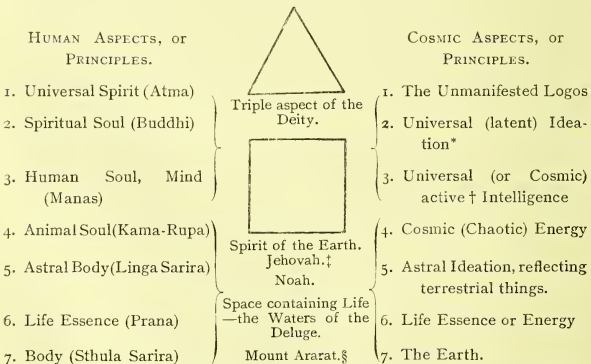 HUMAN ASPECTS, OR
PRINCIPLES.
1. Universal Spirit (Atma)
2. Spiritual Soul (Buddhi)
3. Human Soul, Mind
(Manas)
4. Animal Soul (Kama-Rupa)
5. Astral Body (Linga Sarira)
6. Life Essence (Prana)
7. Body (Sthula Sarira)
Triple aspect of the
Deity.
Spirit of the Earth.
Jehovah.‡
Noah.
Space containing Life
—the Waters of the
Deluge.
Mount Ararat.§
COSMIC ASPECTS, OR
PRINCIPLES.
1. The Unmanifested Logos
2. Universal (latent) Idea-
tion*
3. Universal (or Cosmic)
active † Intelligence
4. Cosmic (Chaotic) Energy
5. Astral Ideation, reflecting
terrestrial things.
6. Life Essence or Energy
7. The Earth.